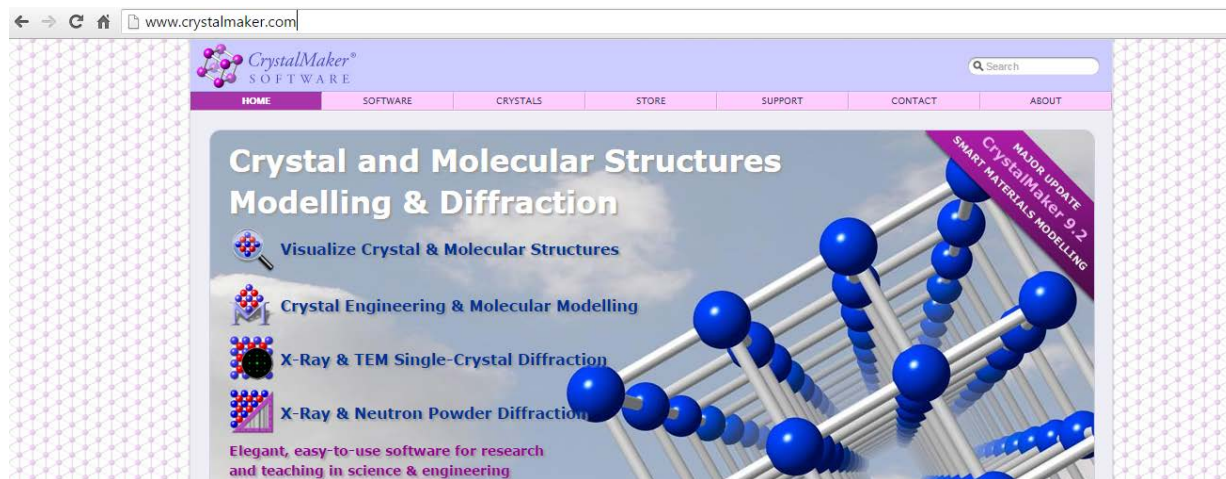 www.crystalmaker.com
CrystalMaker®
SOFTWARE
Search
HOME SOFTWARE CRYSTALS STORE SUPPORT CONTACT ABOUT
Crystal and Molecular Structures
Modelling & Diffraction
MAJOR UPDATE
CrystalMaker 9.2
SMART MATERIALS MODELLING
Visualize Crystal & Molecular Structures
Crystal Engineering & Molecular Modelling
X-Ray & TEM Single-Crystal Diffraction
X-Ray & Neutron Powder Diffraction
Elegant, easy-to-use software for research
and teaching in science & engineering